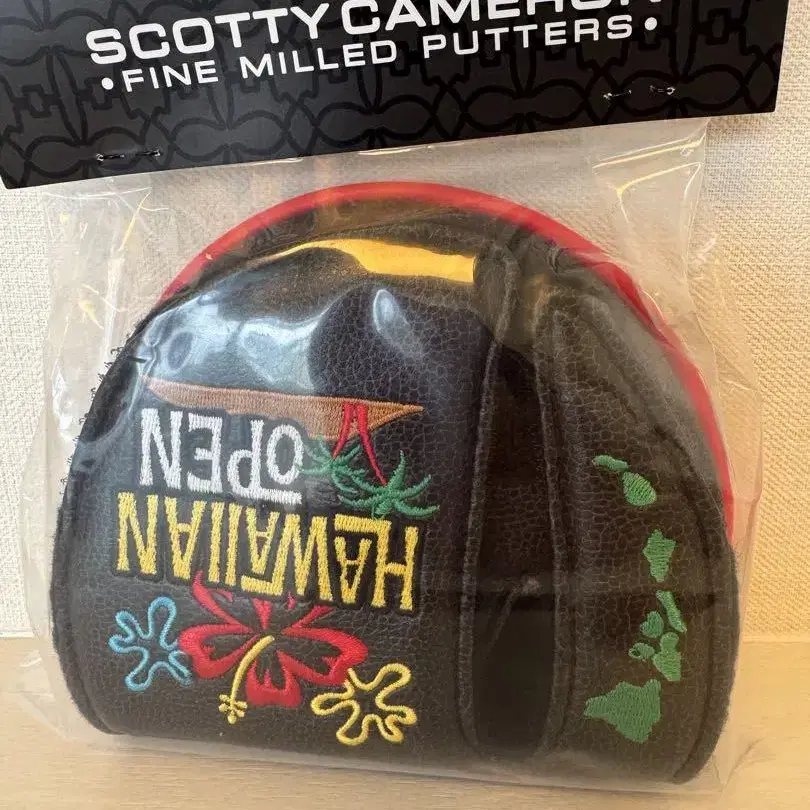 SCOTTY CAMERON
•FINE MILLED PUTTERS•
HAWAIIAN
OPEN